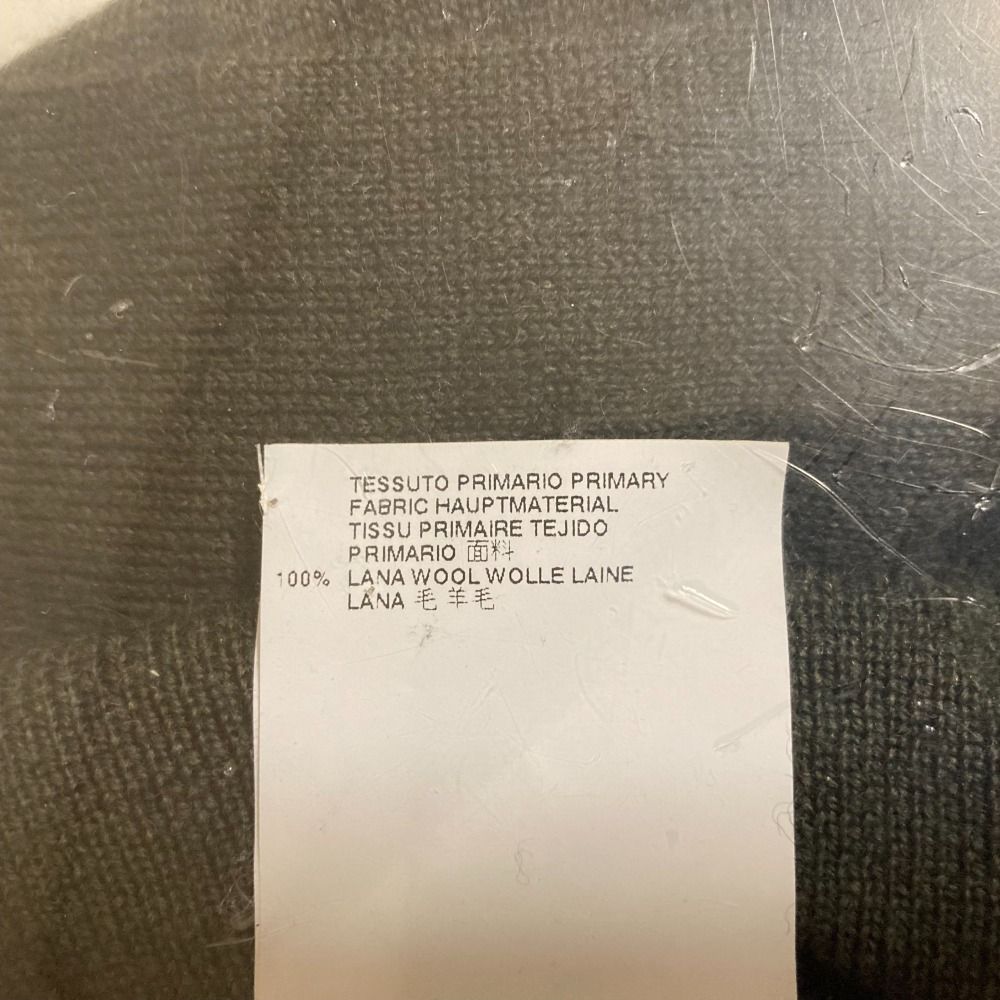 TESSUTO PRIMARIO PRIMARY
FABRIC HAUPTMATERIAL
TISSU PRIMAIRE TEJIDO
PRIMARIO 面料
100% LANA WOOL WOLLE LAINE
LANA 毛 羊毛